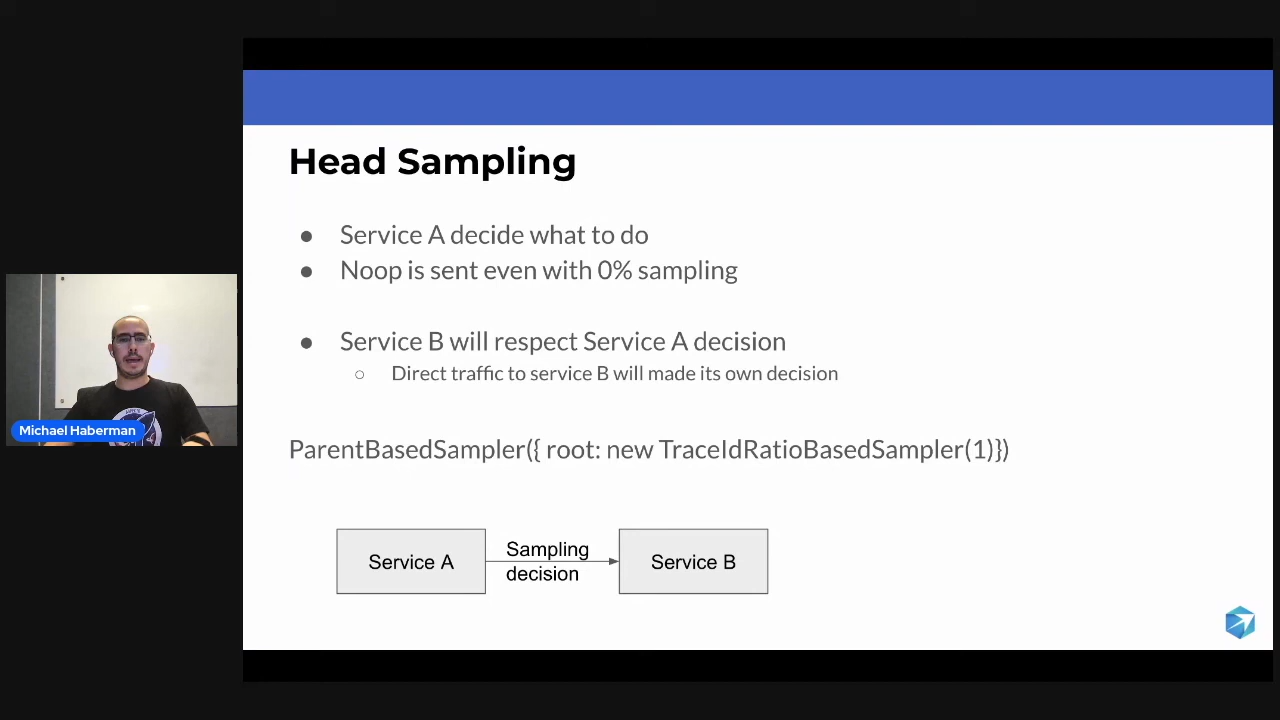 Head Sampling
● Service A decide what to do
● Noop is sent even with 0% sampling
● Service B will respect Service A decision
○ Direct traffic to service B will made its own decision
ParentBasedSampler({ root: new TraceIdRatioBasedSampler(1)})
Service A
Sampling
decision
Service B
Michael Haberman